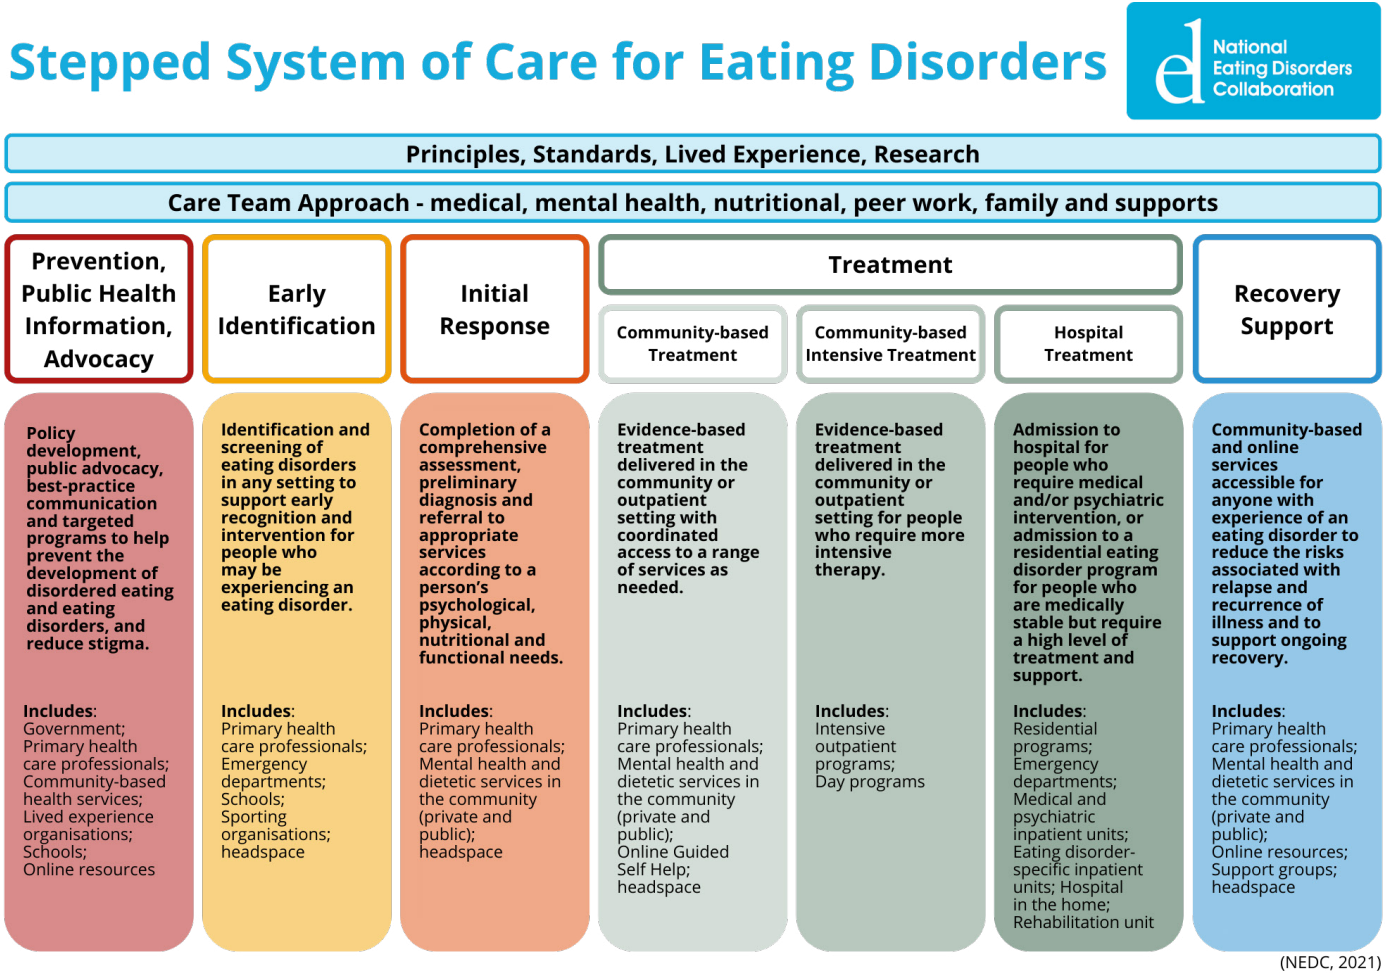 Stepped System of Care for Eating Disorders
National
Eating Disorders
Collaboration
Principles, Standards, Lived Experience, Research
Care Team Approach - medical, mental health, nutritional, peer work, family and supports
Prevention,
Public Health
Information,
Advocacy
Early
Identification
Initial
Response
Treatment
Community-based
Treatment
Community-based
Intensive Treatment
Hospital
Treatment
Recovery
Support
Policy
development,
public advocacy,
best-practice
communication
and targeted
programs to help
prevent the
development of
disordered eating
and eating
disorders, and
reduce stigma.
Includes:
Government;
Primary health
care professionals;
Community-based
health services;
Lived experience
organisations;
Schools;
Online resources
Identification and
screening of
eating disorders
in any setting to
support early
recognition and
intervention for
people who
may be
experiencing an
eating disorder.
Includes:
Primary health
care professionals;
Emergency
departments;
Schools;
Sporting
organisations;
headspace
Completion of a
comprehensive
assessment,
preliminary
diagnosis and
referral to
appropriate
services
according to a
person's
psychological,
physical,
nutritional and
functional needs.
Includes:
Primary health
care professionals;
Mental health and
dietetic services in
the community
(private and
public);
headspace
Evidence-based
treatment
delivered in the
community or
outpatient
setting with
coordinated
access to a range
of services as
needed.
Includes:
Primary health
care professionals;
Mental health and
dietetic services in
the community
(private and
public);
Online Guided
Self Help;
headspace
Evidence-based
treatment
delivered in the
community or
outpatient
setting for people
who require more
intensive
therapy.
Includes:
Intensive
outpatient
programs;
Day programs
Admission to
hospital for
people who
require medical
and/or psychiatric
intervention, or
admission to a
residential eating
disorder program
for people who
are medically
stable but require
a high level of
treatment and
support.
Includes:
Residential
programs;
Emergency
departments;
Medical and
psychiatric
inpatient units;
Eating disorder-
specific inpatient
units; Hospital
in the home;
Rehabilitation unit
Community-based
and online
services
accessible for
anyone with
experience of an
eating disorder to
reduce the risks
associated with
relapse and
recurrence of
illness and to
support ongoing
recovery.
Includes:
Primary health
care professionals;
Mental health and
dietetic services in
the community
(private and
public);
Online resources;
Support groups;
headspace
(NEDC, 2021)